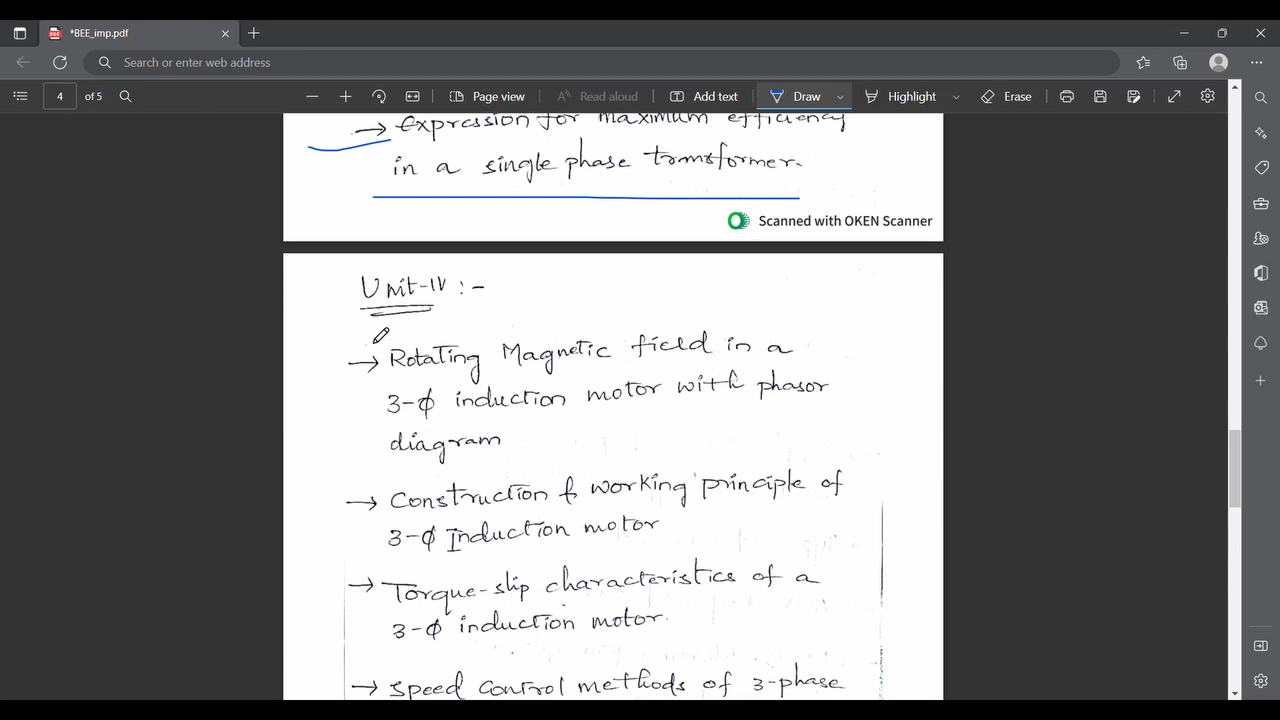 *BEE_imp.pdf
Search or enter web address
4 of 5 Page view Read aloud Add text Draw Highlight Erase
→ Expression for maximum efficiency
in a single phase transformer.
Scanned with OKEN Scanner
Unit-IV :-
→ Rotating Magnetic field in a
3-ϕ induction motor with phasor
diagram
→ Construction & working principle of
3-ϕ Induction motor
→ Torque-slip characteristics of a
3-ϕ induction motor.
→ Speed control methods of 3-phase